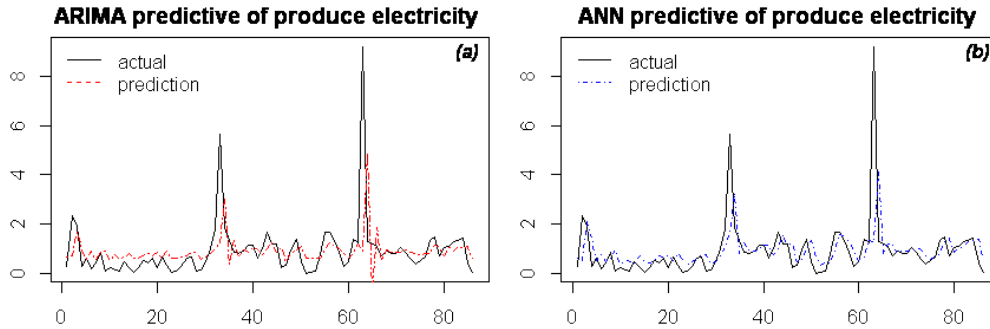 ARIMA predictive of produce electricity
(a)
actual
prediction
8
6
4
2
0
0 20 40 60 80
ANN predictive of produce electricity
(b)
actual
prediction
8
6
4
2
0
0 20 40 60 80